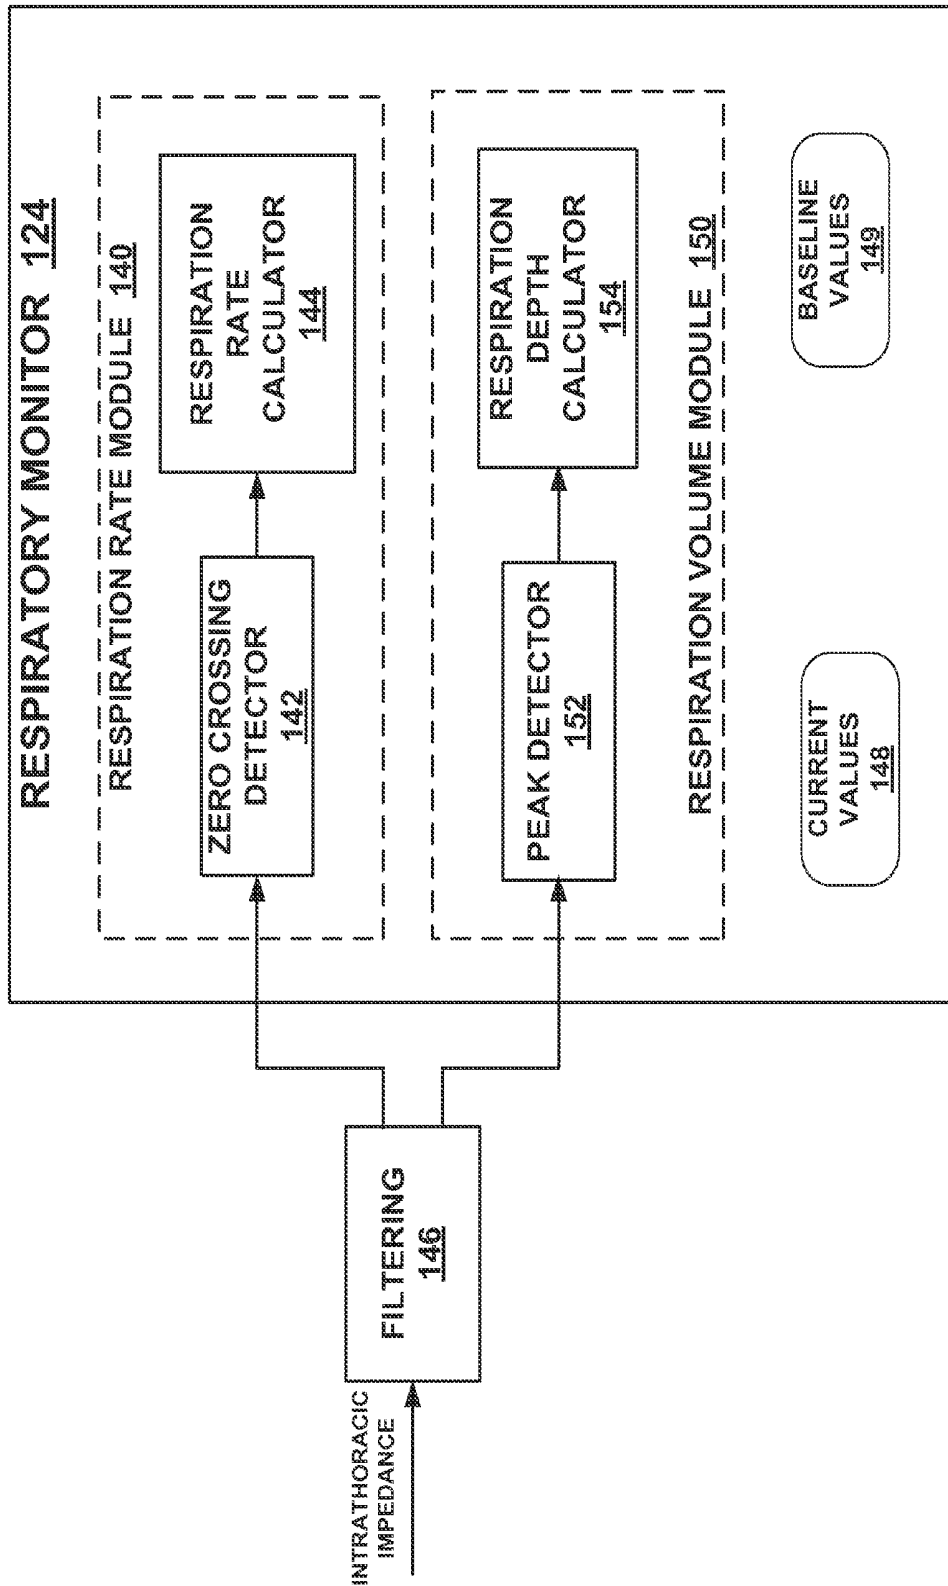 RESPIRATORY MONITOR 124
RESPIRATION RATE MODULE 140
ZERO CROSSING
DETECTOR
142
RESPIRATION
RATE
CALCULATOR
144
INTRATHORACIC
IMPEDANCE
FILTERING
146
PEAK DETECTOR
152
RESPIRATION
DEPTH
CALCULATOR
154
RESPIRATION VOLUME MODULE 150
CURRENT
VALUES
148
BASELINE
VALUES
149